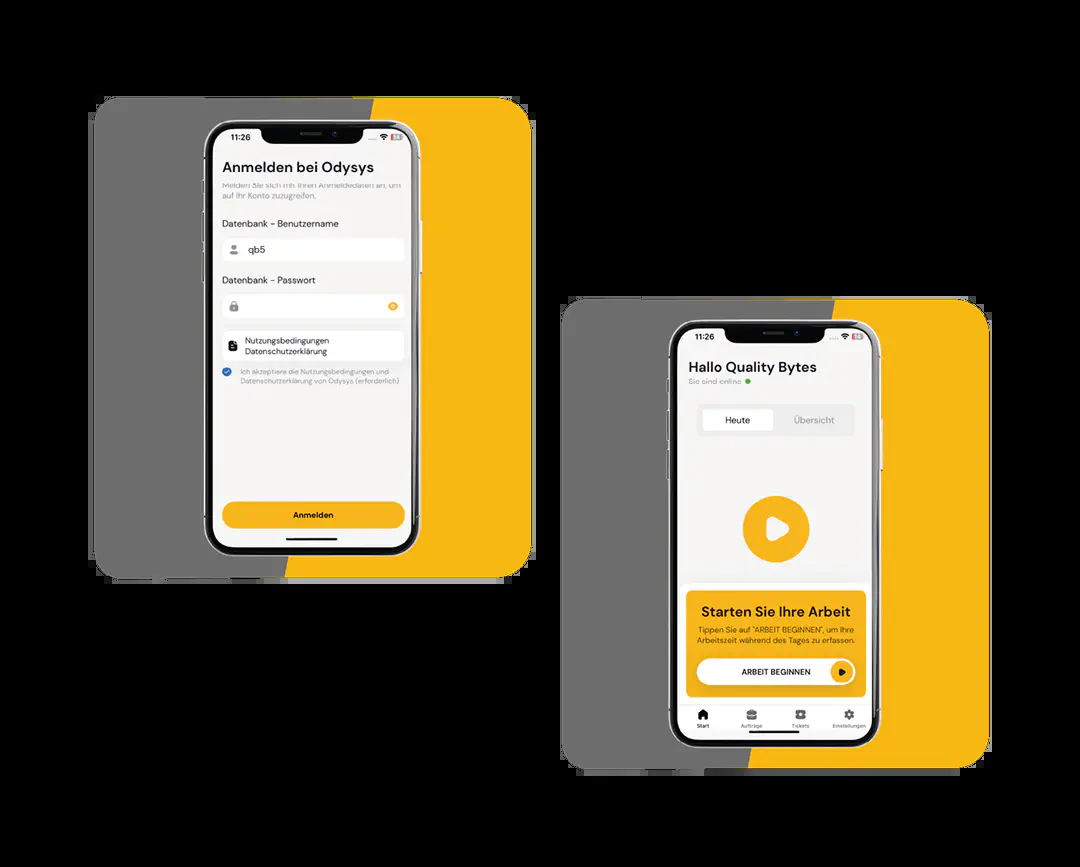 11:26
Anmelden bei Odysys
Melden Sie sich mit Ihren Anmeldedaten an, um
auf Ihr Konto zuzugreifen.
Datenbank - Benutzername
qb5
Datenbank - Passwort
Nutzungsbedingungen
Datenschutzerklärung
Ich akzeptiere die Nutzungsbedingungen und
Datenschutzerklärung von Odysys (erforderlich)
Anmelden
11:26
Hallo Quality Bytes
Sie sind online
Heute
Übersicht
Starten Sie Ihre Arbeit
Tippen Sie auf "ARBEIT BEGINNEN", um Ihre
Arbeitszeit während des Tages zu erfassen.
ARBEIT BEGINNEN
Start
Aufträge
Tickets
Einstellungen